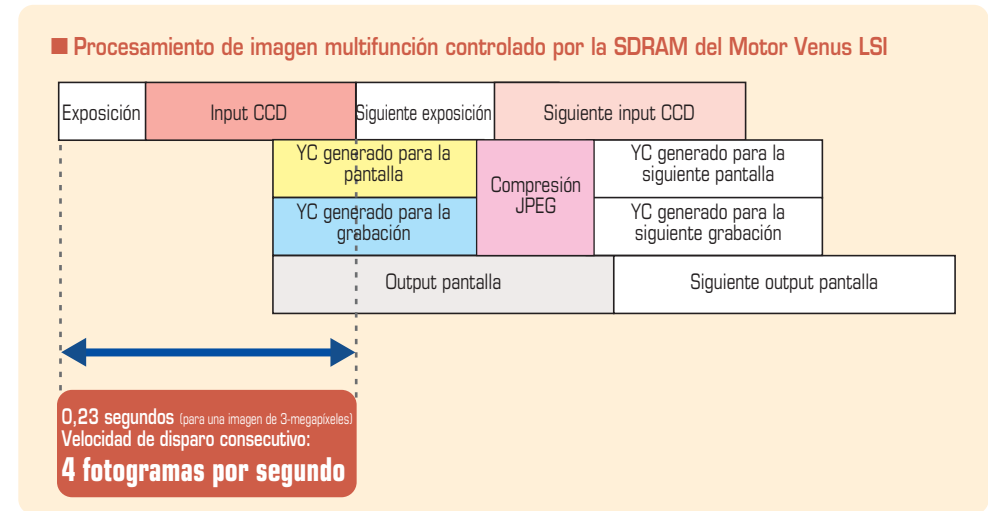 Procesamiento de imagen multifunción controlado por la SDRAM del Motor Venus LSI
Exposición
Input CCD
Siguiente exposición
Siguiente input CCD
YC generado para la
pantalla
Compresión
JPEG
YC generado para la
siguiente pantalla
YC generado para la
grabación
YC generado para la
siguiente grabación
Output pantalla
Siguiente output pantalla
0,23 segundos (para una imagen de 3-megapíxeles)
Velocidad de disparo consecutivo:
4 fotogramas por segundo